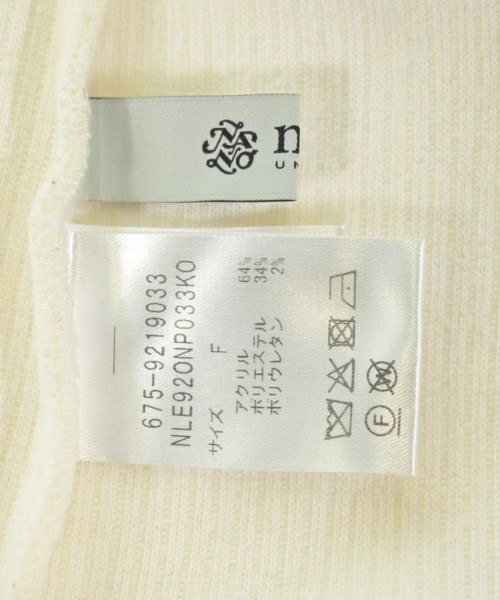 NANO
675-9219033
NLE920NP033KO
サイズ F
アクリル 64%
ポリエステル 34%
ポリウレタン 2%
F
W